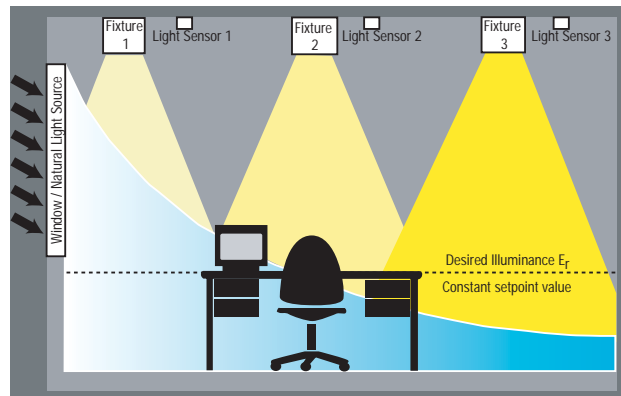 Fixture
1
Light Sensor 1
Fixture
2
Light Sensor 2
Fixture
3
Light Sensor 3
Window / Natural Light Source
Desired Illuminance Er
Constant setpoint value